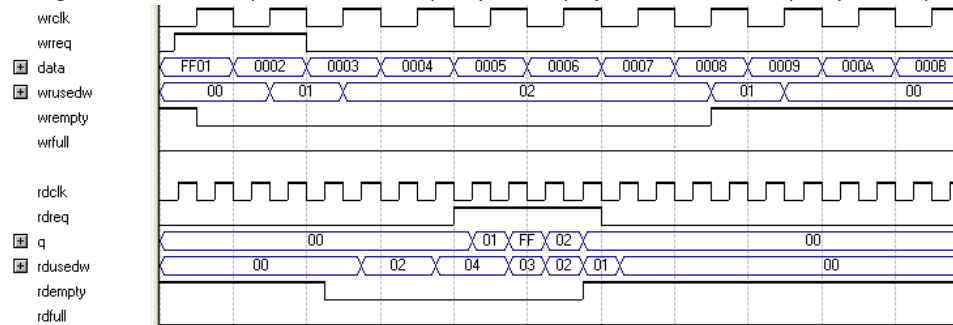 wrclk
wrreq
data FF01 0002 0003 0004 0005 0006 0007 0008 0009 000A 000B
wrusedw 00 01 02 01 00
wrempty
wrfull
rdclk
rdreq
q 00 01 FF 02 00
rdusedw 00 02 04 03 02 01 00
rdempty
rdfull